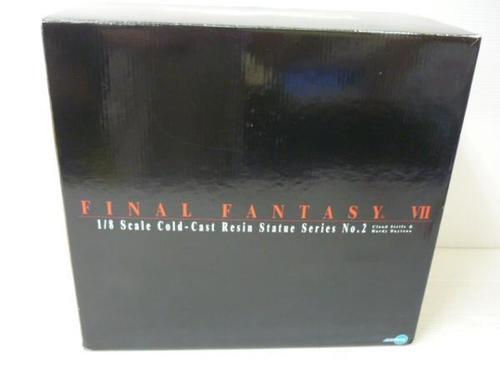 FINAL FANTASY® VII
1/8 Scale Cold-Cast Resin Statue Series No.2
Cloud Strife &
Hardy Daytona